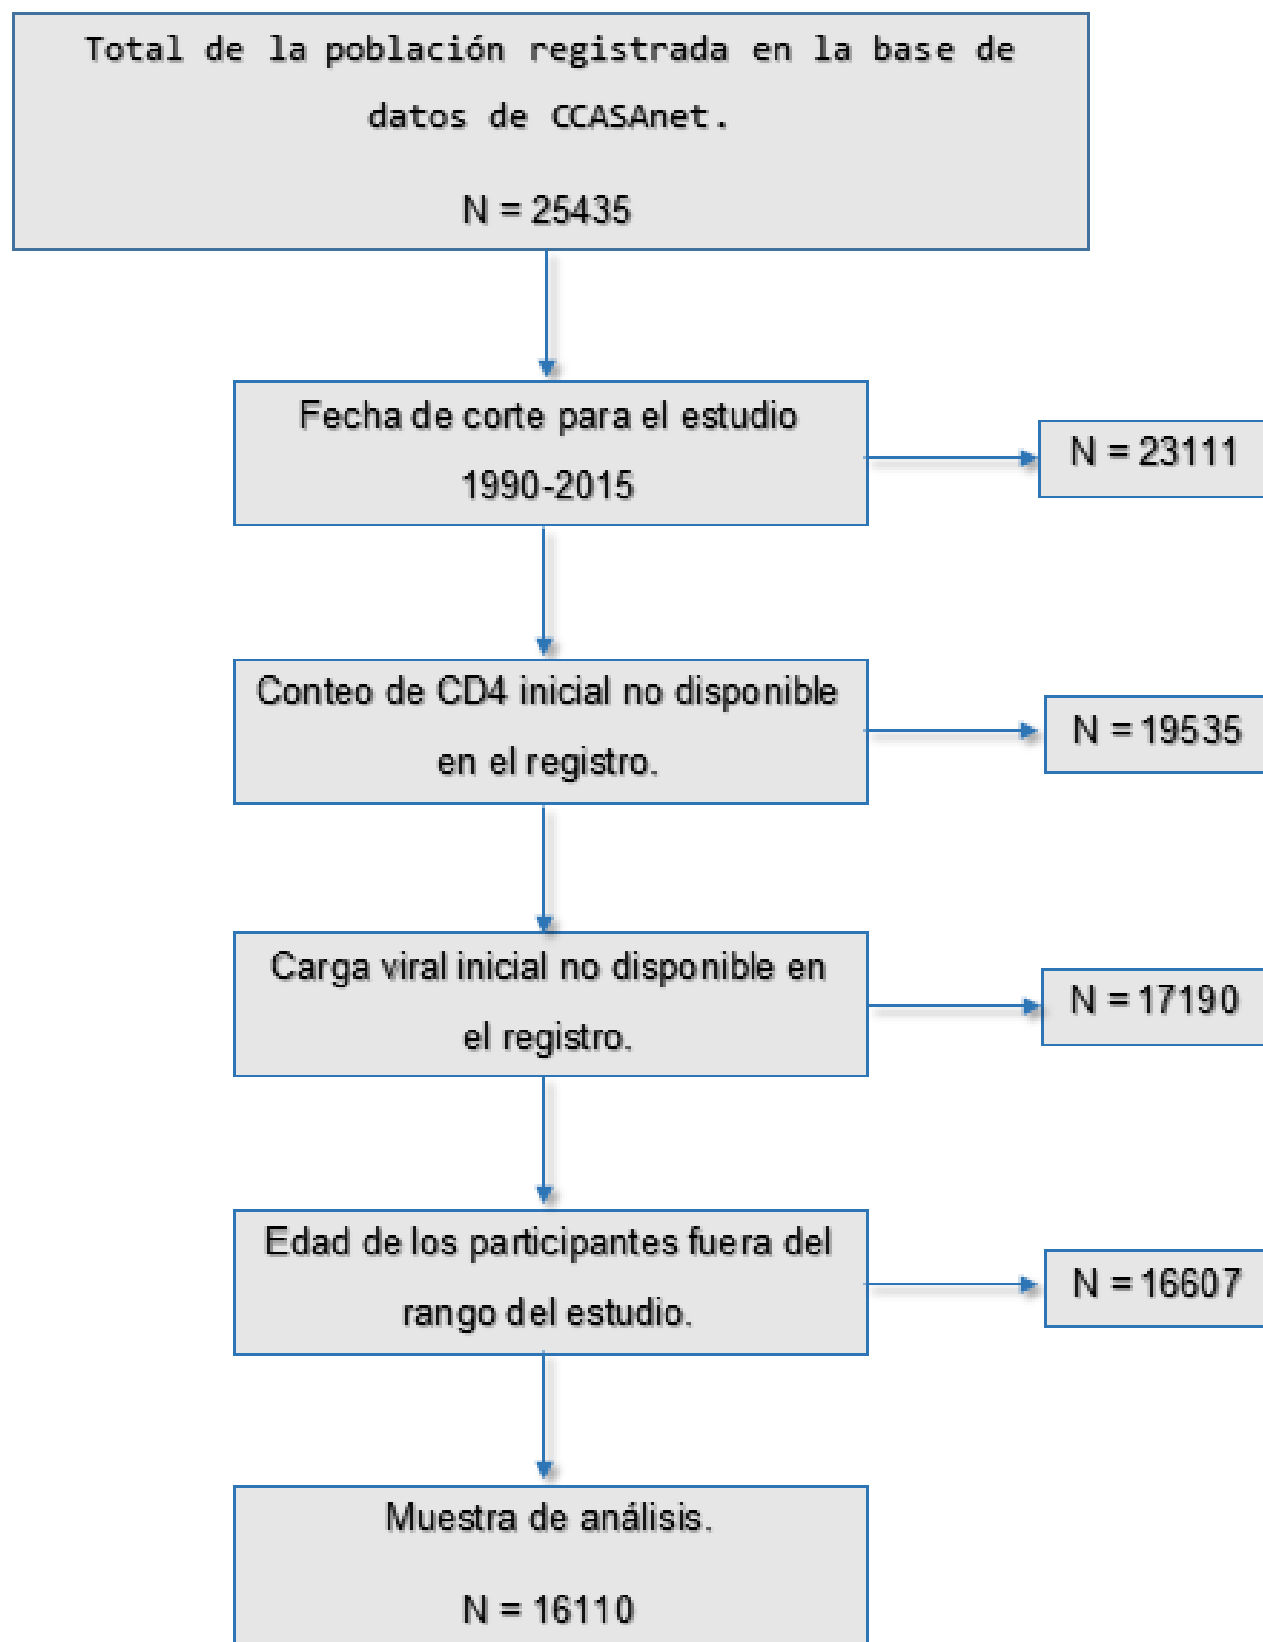 Total de la población registrada en la base de
datos de CCASAnet.
N = 25435
Fecha de corte para el estudio
1990-2015
N = 23111
Conteo de CD4 inicial no disponible
en el registro.
N = 19535
Carga viral inicial no disponible en
el registro.
N = 17190
Edad de los participantes fuera del
rango del estudio.
N = 16607
Muestra de análisis.
N = 16110